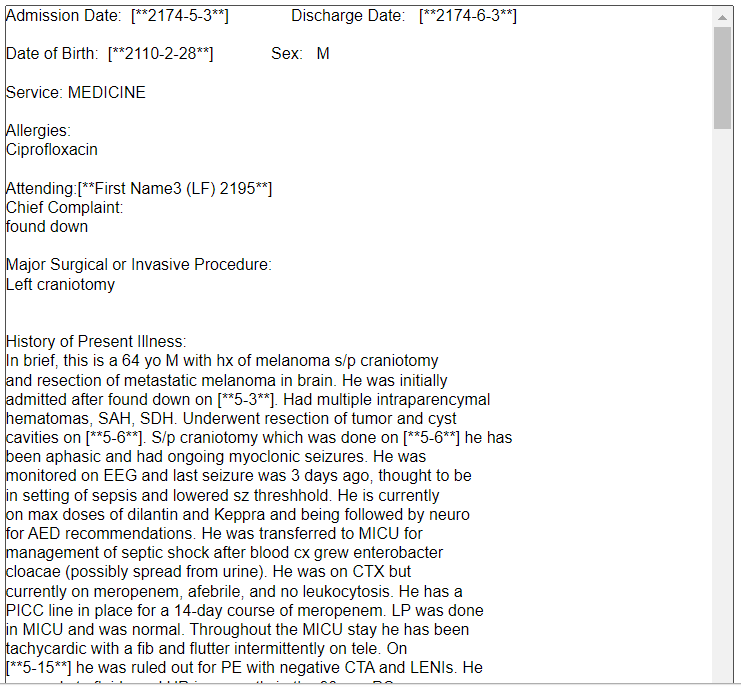 Admission Date: [**2174-5-3**] Discharge Date: [**2174-6-3**]
Date of Birth: [**2110-2-28**] Sex: M
Service: MEDICINE
Allergies:
Ciprofloxacin
Attending:[**First Name3 (LF) 2195**]
Chief Complaint:
found down
Major Surgical or Invasive Procedure:
Left craniotomy
History of Present Illness:
In brief, this is a 64 yo M with hx of melanoma s/p craniotomy
and resection of metastatic melanoma in brain. He was initially
admitted after found down on [**5-3**]. Had multiple intraparencymal
hematomas, SAH, SDH. Underwent resection of tumor and cyst
cavities on [**5-6**]. S/p craniotomy which was done on [**5-6**] he has
been aphasic and had ongoing myoclonic seizures. He was
monitored on EEG and last seizure was 3 days ago, thought to be
in setting of sepsis and lowered sz threshhold. He is currently
on max doses of dilantin and Keppra and being followed by neuro
for AED recommendations. He was transferred to MICU for
management of septic shock after blood cx grew enterobacter
cloacae (possibly spread from urine). He was on CTX but
currently on meropenem, afebrile, and no leukocytosis. He has a
PICC line in place for a 14-day course of meropenem. LP was done
in MICU and was normal. Throughout the MICU stay he has been
tachycardic with a fib and flutter intermittently on tele. On
[**5-15**] he was ruled out for PE with negative CTA and LENIs. He